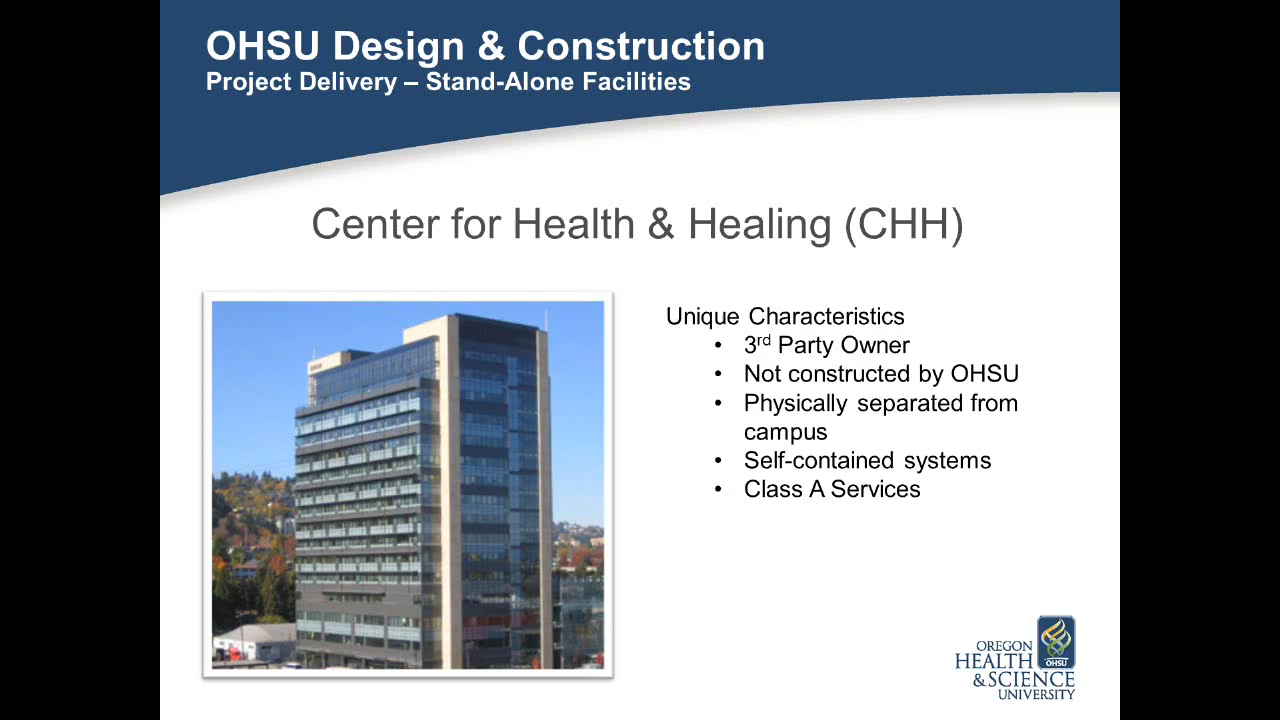 OHSU Design & Construction
Project Delivery – Stand-Alone Facilities
Center for Health & Healing (CHH)
Unique Characteristics
• 3rd Party Owner
• Not constructed by OHSU
• Physically separated from
campus
• Self-contained systems
• Class A Services
OREGON
HEALTH
& SCIENCE
UNIVERSITY
OHSU